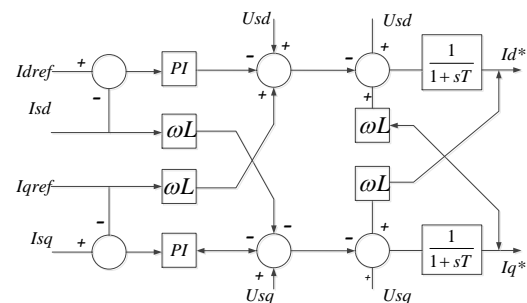 Usd Usd
+ - + - + 1 Id*
Idref - PI + + 1+sT
Isd
ωL ωL
Iqref ωL ωL
- - - - + 1 Iq*
Isq + PI + + 1+sT
Usq Usq